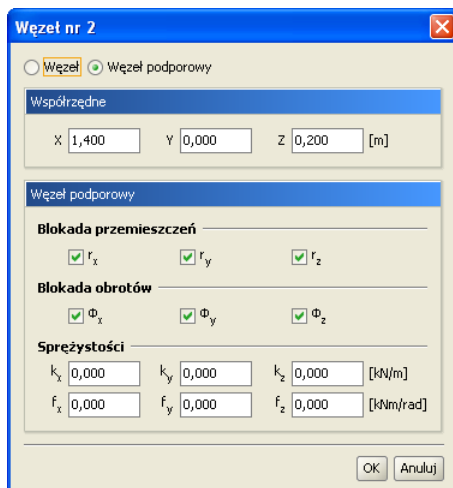 Węzeł nr 2
Węzeł Węzeł podporowy
Współrzędne
X 1,400 Y 0,000 Z 0,200 [m]
Węzeł podporowy
Blokada przemieszczeń
rx ry rz
Blokada obrotów
Φx Φy Φz
Sprężystości
kx 0,000 ky 0,000 kz 0,000 [kN/m]
fx 0,000 fy 0,000 fz 0,000 [kNm/rad]
OK Anuluj